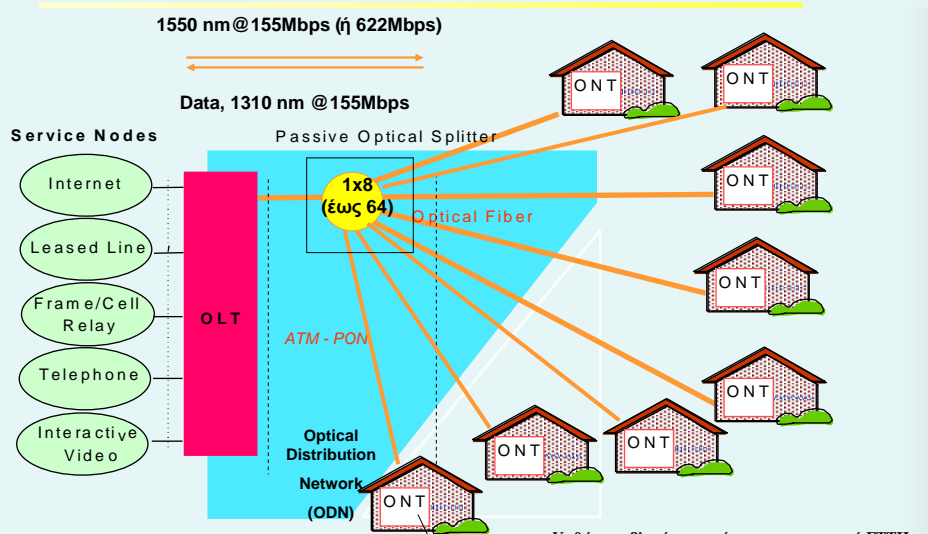 1550 nm@155Mbps (ή 622Mbps)
Data, 1310 nm @155Mbps
Service Nodes
Passive Optical Splitter
Internet
Leased Line
Frame/Cell
Relay
Telephone
Interactive
Video
OLT
1x8
(έως 64)
Optical Fiber
ATM - PON
Optical
Distribution
Network
(ODN)
ONT
ONT
ONT
ONT
ONT
ONT
ONT
ONT